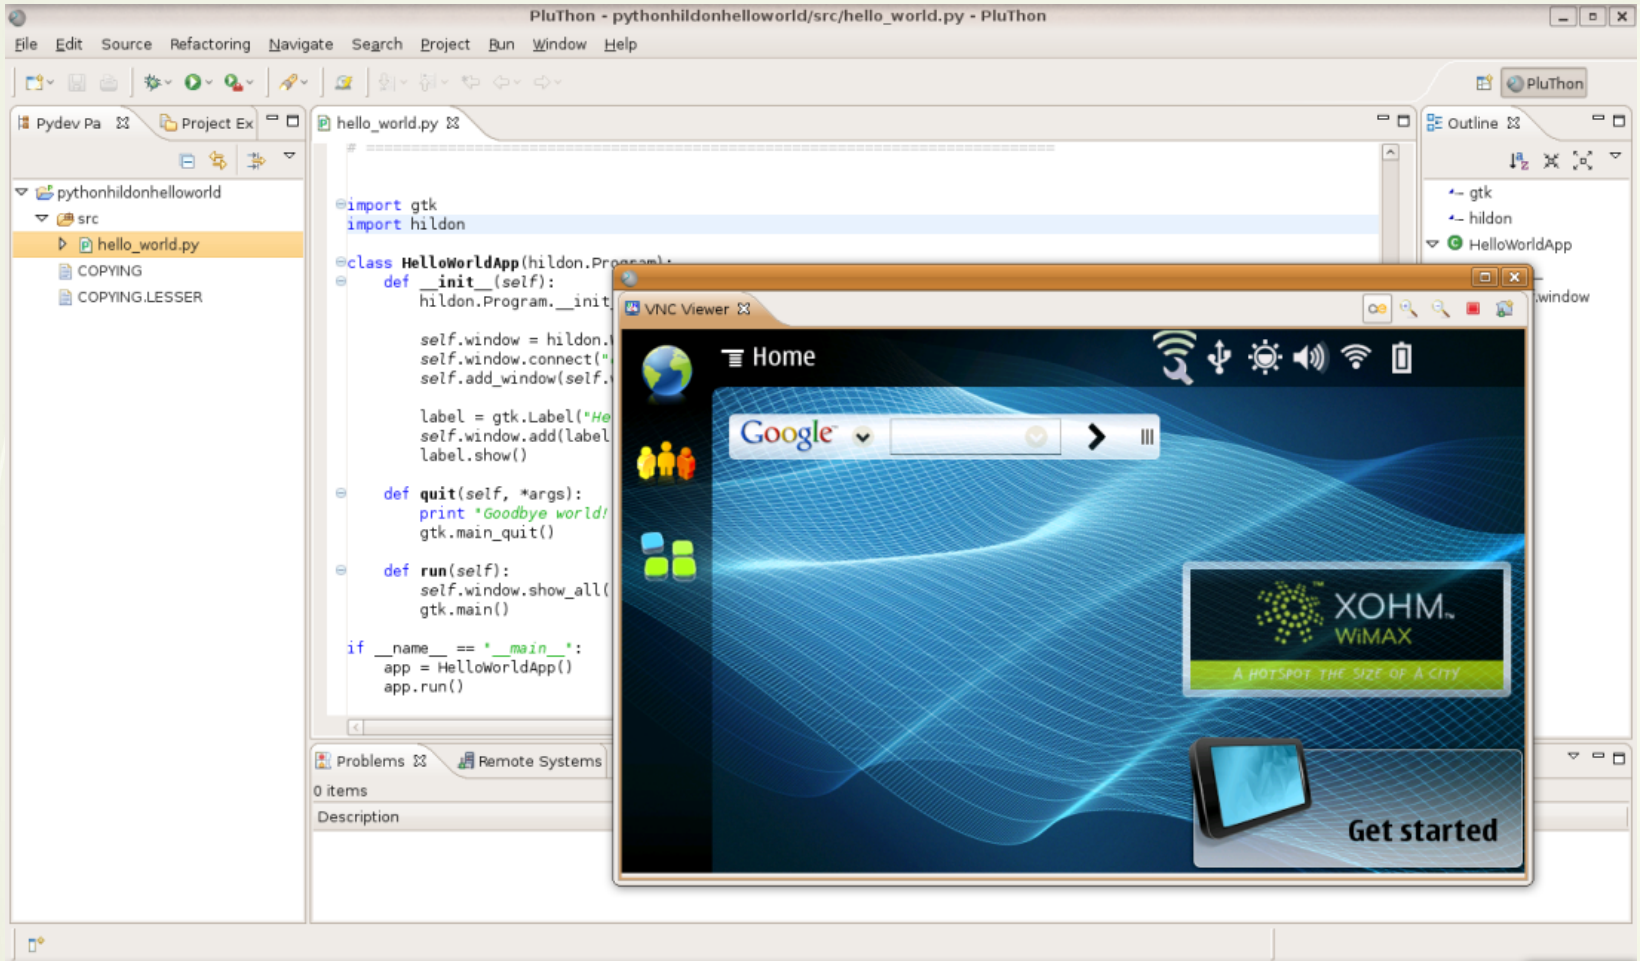 PluThon - pythonhildonhelloworld/src/hello_world.py - PluThon
File Edit Source Refactoring Navigate Search Project Run Window Help
PluThon
Pydev Pa
Project Ex
pythonhildonhelloworld
src
hello_world.py
COPYING
COPYING.LESSER
hello_world.py
# ============================================================================
import gtk
import hildon
class HelloWorldApp(hildon.Program):
def __init__(self):
hildon.Program.__init_
self.window = hildon.
self.window.connect("
self.add_window(self.
label = gtk.Label("He
self.window.add(label
label.show()
def quit(self, *args):
print "Goodbye world!
gtk.main_quit()
def run(self):
self.window.show_all(
gtk.main()
if __name__ == "__main__":
app = HelloWorldApp()
app.run()
Outline
gtk
hildon
HelloWorldApp
.window
VNC Viewer
Home
Google
XOHM™
WiMAX
A HOTSPOT THE SIZE OF A CITY
Get started
Problems
Remote Systems
0 items
Description